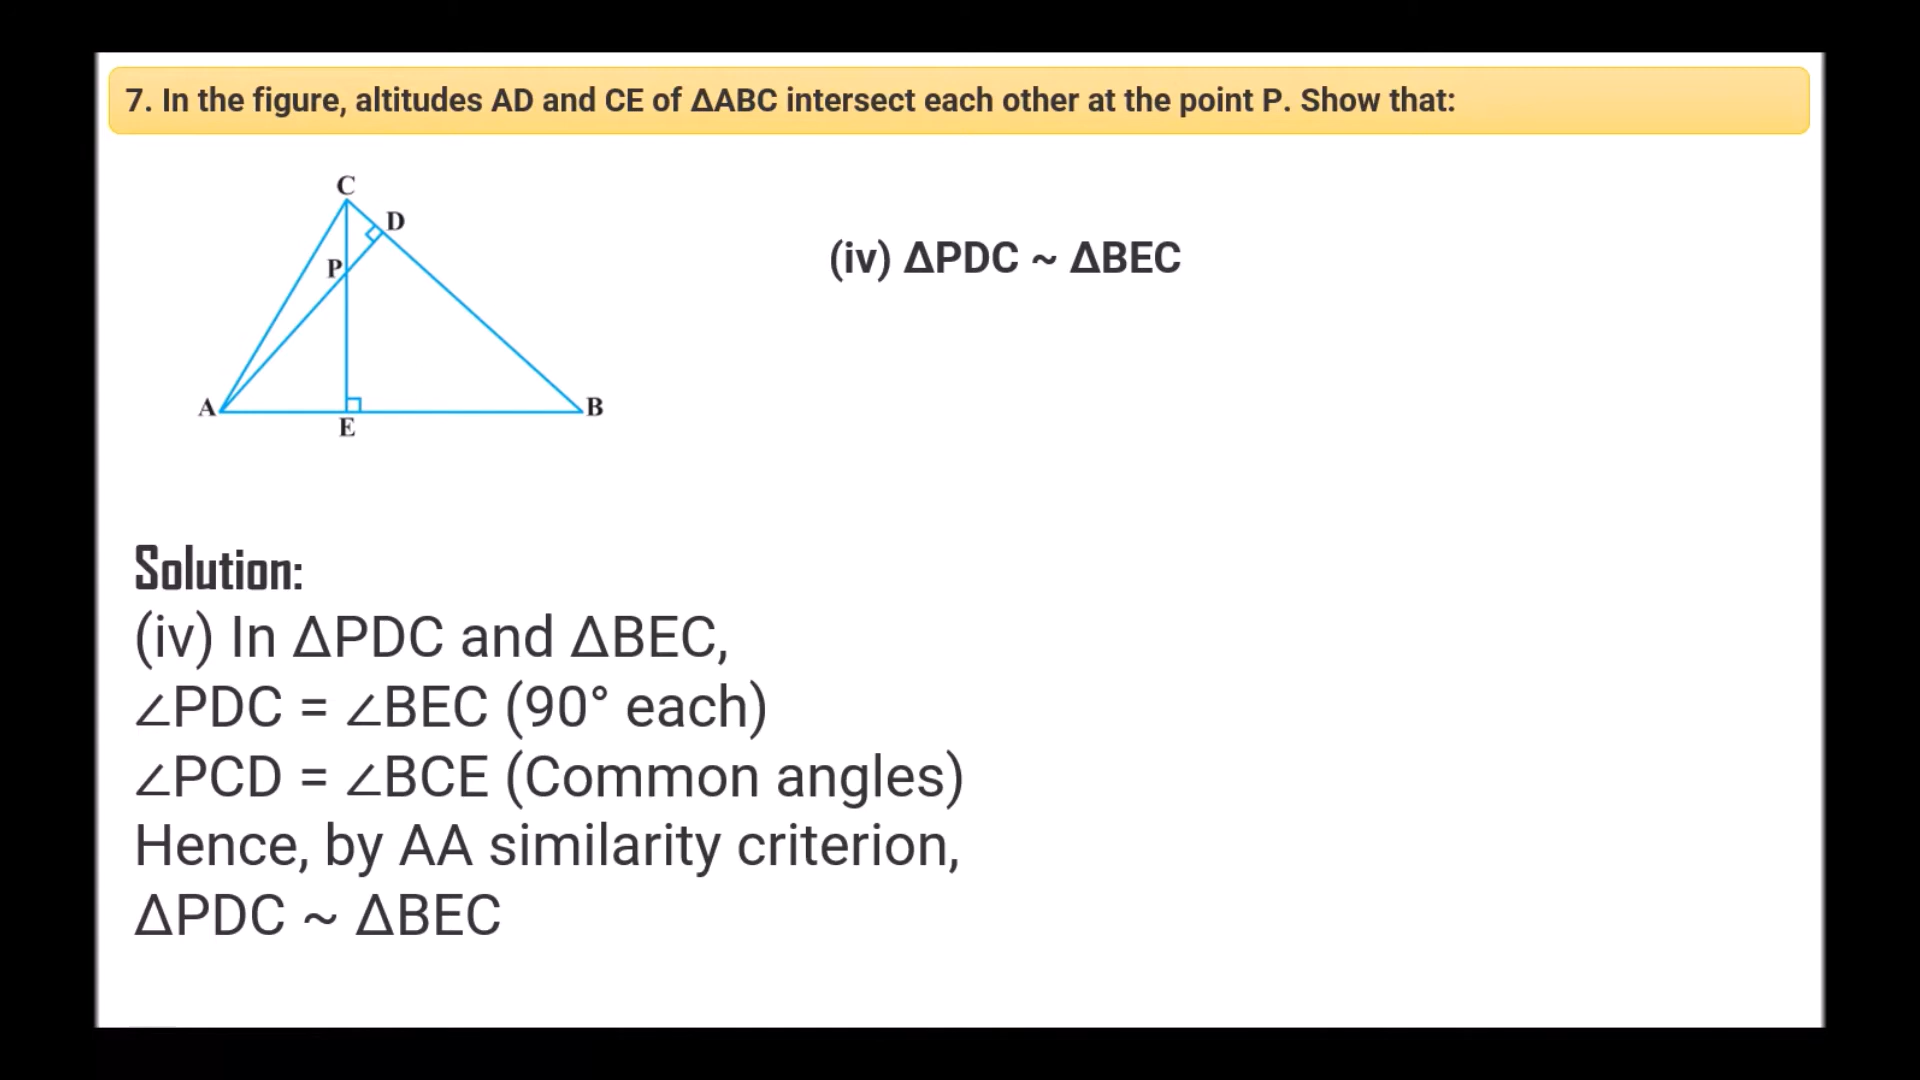 7. In the figure, altitudes AD and CE of ΔABC intersect each other at the point P. Show that:
C
D
P
A
B
E
(iv) ΔPDC ~ ΔBEC
Solution:
(iv) In ΔPDC and ΔBEC,
∠PDC = ∠BEC (90° each)
∠PCD = ∠BCE (Common angles)
Hence, by AA similarity criterion,
ΔPDC ~ ΔBEC